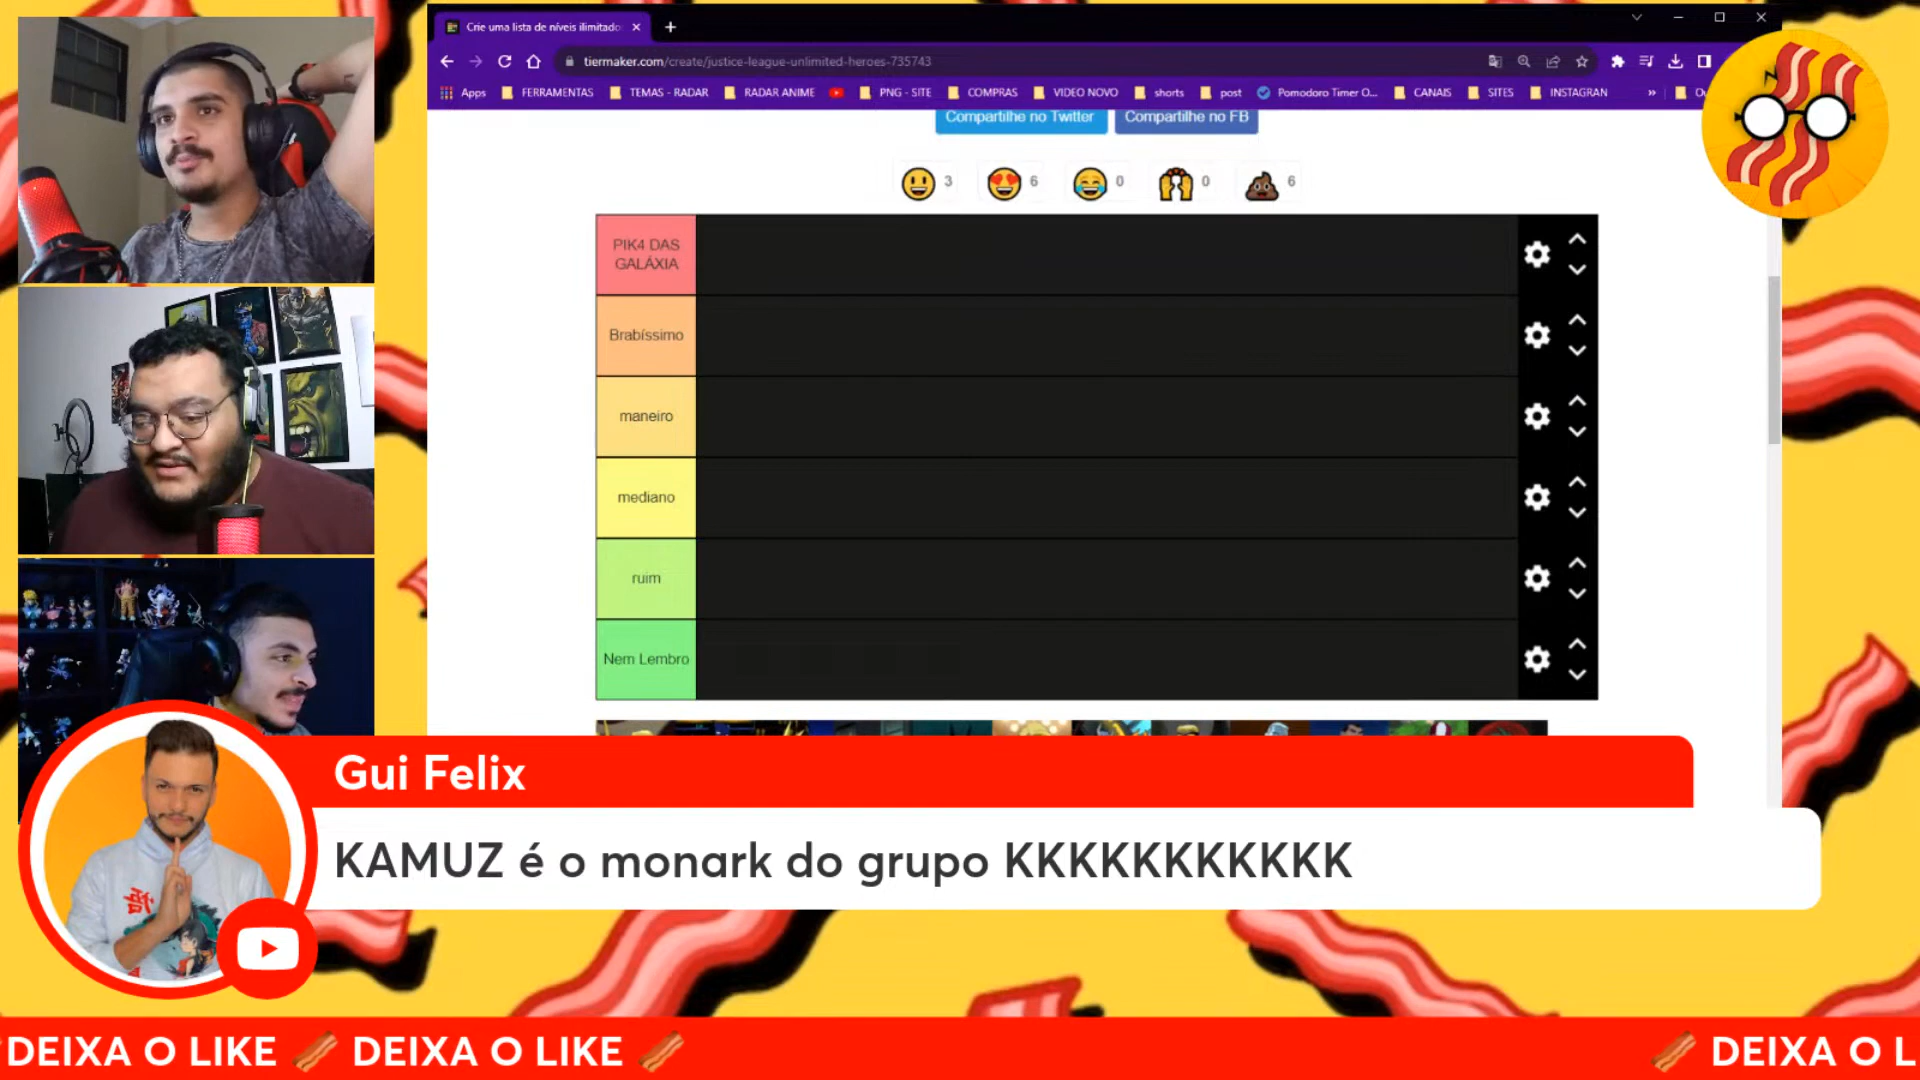 Crie uma lista de níveis ilimitado
tiermaker.com/create/justice-league-unlimited-heroes-735743
Apps FERRAMENTAS TEMAS - RADAR RADAR ANIME PNG - SITE COMPRAS VIDEO NOVO shorts post Pomodoro Timer O... CANAIS SITES INSTAGRAN »
Compartilhe no Twitter Compartilhe no FB
3 6 0 0 6
PIK4 DAS
GALÁXIA
Brabíssimo
maneiro
mediano
ruim
Nem Lembro
Gui Felix
KAMUZ é o monark do grupo KKKKKKKKKKK
DEIXA O LIKE DEIXA O LIKE DEIXA O L